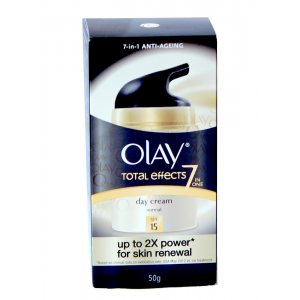 7-in-1 ANTI-AGEING
OLAY®
TOTAL effects 7 IN ONE
day cream
normal
SPF
15
up to 2X power*
for skin renewal
50g